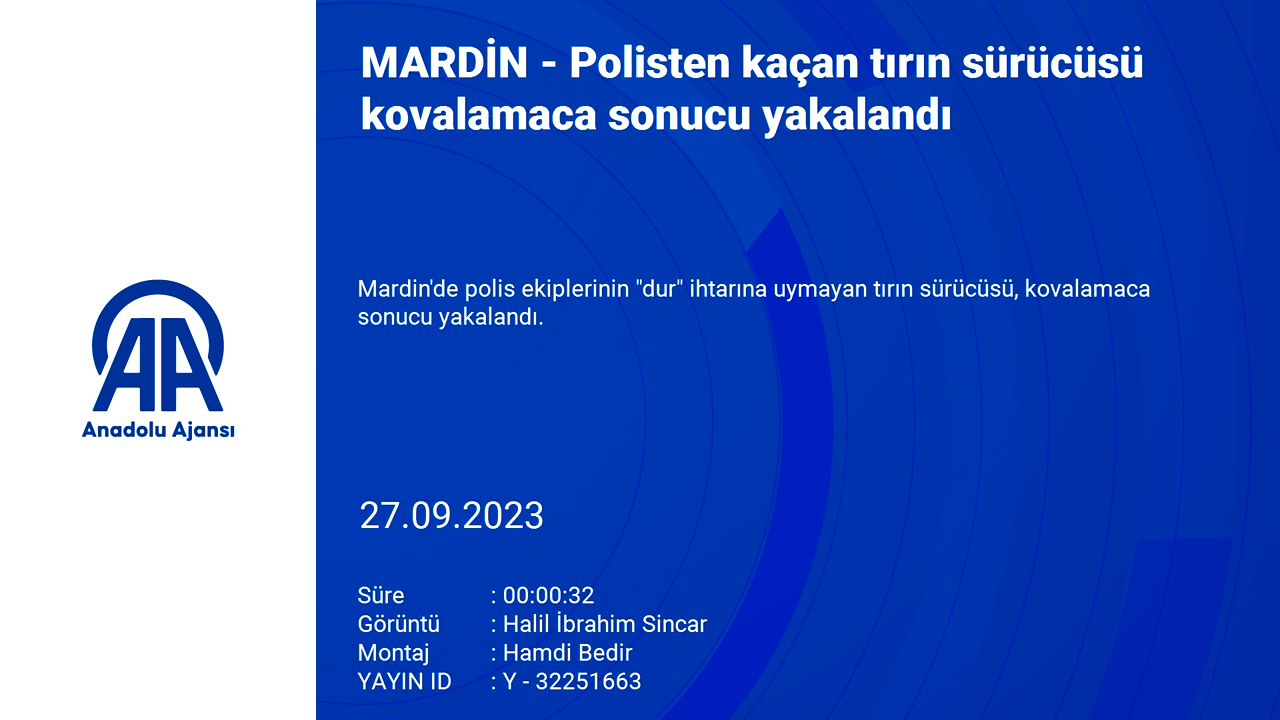 MARDİN - Polisten kaçan tırın sürücüsü
kovalamaca sonucu yakalandı
Mardin'de polis ekiplerinin "dur" ihtarına uymayan tırın sürücüsü, kovalamaca
sonucu yakalandı.
AA
Anadolu Ajansı
27.09.2023
Süre : 00:00:32
Görüntü : Halil İbrahim Sincar
Montaj : Hamdi Bedir
YAYIN ID : Y - 32251663